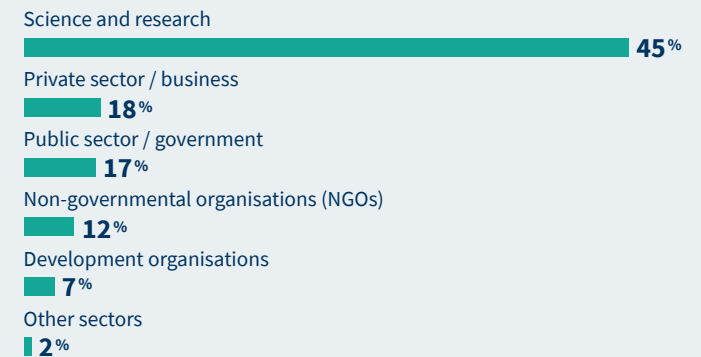 Science and research
45%
Private sector / business
18%
Public sector / government
17%
Non-governmental organisations (NGOs)
12%
Development organisations
7%
Other sectors
2%